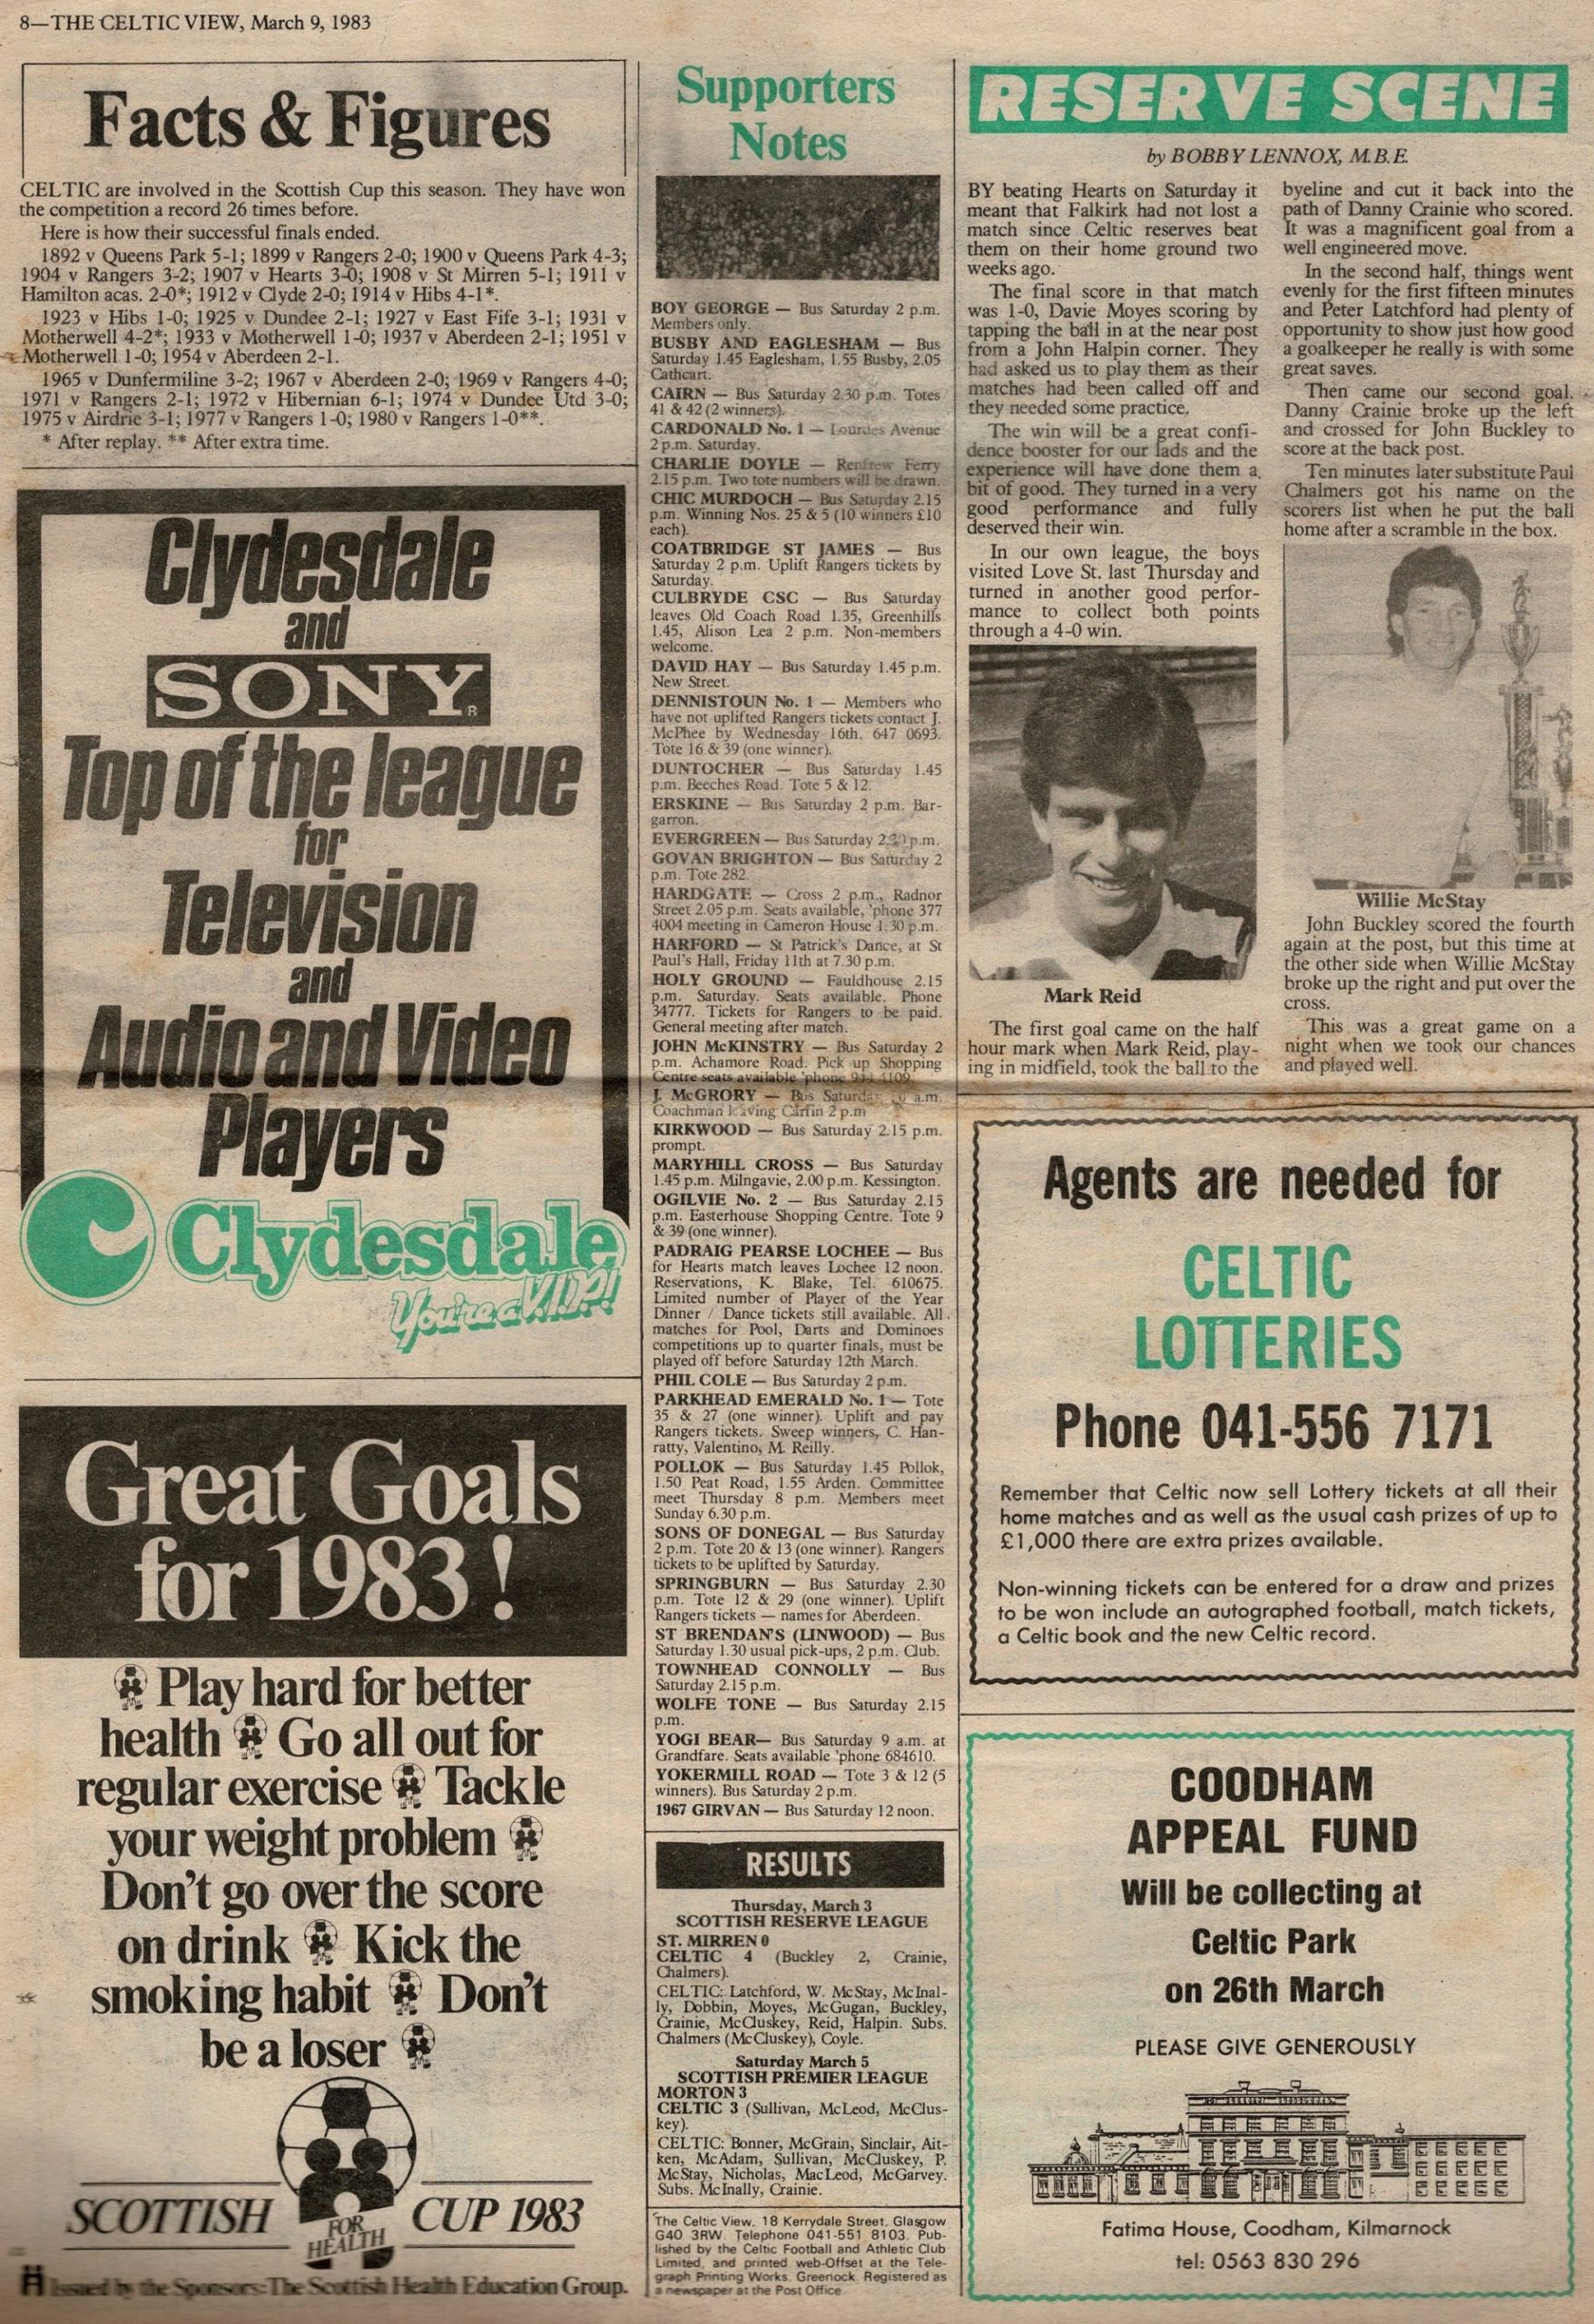 8—THE CELTIC VIEW, March 9, 1983
Facts & Figures
CELTIC are involved in the Scottish Cup this season. They have won
the competition a record 26 times before.
Here is how their successful finals ended.
1892 v Queens Park 5-1; 1899 v Rangers 2-0; 1900 v Queens Park 4-3;
1904 v Rangers 3-2; 1907 v Hearts 3-0; 1908 v St Mirren 5-1; 1911 v
Hamilton acas. 2-0*; 1912 v Clyde 2-0; 1914 v Hibs 4-1*.
1923 v Hibs 1-0; 1925 v Dundee 2-1; 1927 v East Fife 3-1; 1931 v
Motherwell 4-2*; 1933 v Motherwell 1-0; 1937 v Aberdeen 2-1; 1951 v
Motherwell 1-0; 1954 v Aberdeen 2-1.
1965 v Dunfermiline 3-2; 1967 v Aberdeen 2-0; 1969 v Rangers 4-0;
1971 v Rangers 2-1; 1972 v Hibernian 6-1; 1974 v Dundee Utd 3-0;
1975 v Airdrie 3-1; 1977 v Rangers 1-0; 1980 v Rangers 1-0**.
* After replay. ** After extra time.
Clydesdale
and
SONY
R
Top of the league
for
Television
and
Audio and Video
Players
Clydesdale
You're a V.I.P!
Great Goals
for 1983!
Play hard for better
health Go all out for
regular exercise Tackle
your weight problem
Don't go over the score
on drink Kick the
smoking habit Don't
be a loser
SCOTTISH CUP 1983
FOR
HEALTH
Issued by the Sponsors-The Scottish Health Education Group.
Supporters
Notes
BOY GEORGE — Bus Saturday 2 p.m.
Members only.
BUSBY AND EAGLESHAM — Bus
Saturday 1.45 Eaglesham, 1.55 Busby, 2.05
Cathcart.
CAIRN — Bus Saturday 2.30 p.m. Totes
41 & 42 (2 winners).
CARDONALD No. 1 — Lourdes Avenue
2 p.m. Saturday.
CHARLIE DOYLE — Renfrew Ferry
2.15 p.m. Two tote numbers will be drawn.
CHIC MURDOCH — Bus Saturday 2.15
p.m. Winning Nos. 25 & 5 (10 winners £10
each).
COATBRIDGE ST JAMES — Bus
Saturday 2 p.m. Uplift Rangers tickets by
Saturday.
CULBRYDE CSC — Bus Saturday
leaves Old Coach Road 1.35, Greenhills
1.45, Alison Lea 2 p.m. Non-members
welcome.
DAVID HAY — Bus Saturday 1.45 p.m.
New Street.
DENNISTOUN No. 1 — Members who
have not uplifted Rangers tickets contact J.
McPhee by Wednesday 16th. 647 0693.
Tote 16 & 39 (one winner).
DUNTOCHER — Bus Saturday 1.45
p.m. Beeches Road. Tote 5 & 12.
ERSKINE — Bus Saturday 2 p.m. Bar-
garron.
EVERGREEN — Bus Saturday p.m.
GOVAN BRIGHTON — Bus Saturday 2
p.m. Tote 282.
HARDGATE — Cross 2 p.m., Radnor
Street 2.05 p.m. Seats available, 'phone 377
4004 meeting in Cameron House 1.30 p.m.
HARFORD — St Patrick's Dance, at St
Paul's Hall, Friday 11th at 7.30 p.m.
HOLY GROUND — Fauldhouse 2.15
p.m. Saturday. Seats available. Phone
34777. Tickets for Rangers to be paid.
General meeting after match.
JOHN McKINSTRY — Bus Saturday 2
p.m. Achamore Road. Pick up Shopping
Centre seats available 'phone
J. McGRORY — Bus Saturday a.m.
Coachman leaving Carfin 2 p.m
KIRKWOOD — Bus Saturday 2.15 p.m.
prompt.
MARYHILL CROSS — Bus Saturday
1.45 p.m. Milngavie, 2.00 p.m. Kessington.
OGILVIE No. 2 — Bus Saturday 2.15
p.m. Easterhouse Shopping Centre. Tote 9
& 39 (one winner).
PADRAIG PEARSE LOCHEE — Bus
for Hearts match leaves Lochee 12 noon.
Reservations, K. Blake, Tel. 610675.
Limited number of Player of the Year
Dinner / Dance tickets still available. All
matches for Pool, Darts and Dominoes
competitions up to quarter finals, must be
played off before Saturday 12th March.
PHIL COLE — Bus Saturday 2 p.m.
PARKHEAD EMERALD No. 1 — Tote
35 & 27 (one winner). Uplift and pay
Rangers tickets. Sweep winners, C. Han-
ratty, Valentino, M. Reilly.
POLLOK — Bus Saturday 1.45 Pollok,
1.50 Peat Road, 1.55 Arden. Committee
meet Thursday 8 p.m. Members meet
Sunday 6.30 p.m.
SONS OF DONEGAL — Bus Saturday
2 p.m. Tote 20 & 13 (one winner). Rangers
tickets to be uplifted by Saturday.
SPRINGBURN — Bus Saturday 2.30
p.m. Tote 12 & 29 (one winner). Uplift
Rangers tickets — names for Aberdeen.
ST BRENDAN'S (LINWOOD) — Bus
Saturday 1.30 usual pick-ups, 2 p.m. Club.
TOWNHEAD CONNOLLY — Bus
Saturday 2.15 p.m.
WOLFE TONE — Bus Saturday 2.15
p.m.
YOGI BEAR— Bus Saturday 9 a.m. at
Grandfare. Seats available 'phone 684610.
YOKERMILL ROAD — Tote 3 & 12 (5
winners). Bus Saturday 2 p.m.
1967 GIRVAN — Bus Saturday 12 noon.
RESULTS
Thursday, March 3
SCOTTISH RESERVE LEAGUE
ST. MIRREN 0
CELTIC 4 (Buckley 2, Crainie,
Chalmers).
CELTIC: Latchford, W. McStay, McInal-
ly, Dobbin, Moyes, McGugan, Buckley,
Crainie, McCluskey, Reid, Halpin. Subs.
Chalmers (McCluskey), Coyle.
Saturday March 5
SCOTTISH PREMIER LEAGUE
MORTON 3
CELTIC 3 (Sullivan, McLeod, McClus-
key).
CELTIC: Bonner, McGrain, Sinclair, Ait-
ken, McAdam, Sullivan, McCluskey, P.
McStay, Nicholas, MacLeod, McGarvey.
Subs. McInally, Crainie.
The Celtic View, 18 Kerrydale Street, Glasgow
G40 3RW. Telephone 041-551 8103. Pub-
lished by the Celtic Football and Athletic Club
Limited, and printed web-Offset at the Tele-
graph Printing Works, Greenock. Registered as
a newspaper at the Post Office.
RESERVE SCENE
by BOBBY LENNOX, M.B.E.
BY beating Hearts on Saturday it
meant that Falkirk had not lost a
match since Celtic reserves beat
them on their home ground two
weeks ago.
The final score in that match
was 1-0, Davie Moyes scoring by
tapping the ball in at the near post
from a John Halpin corner. They
had asked us to play them as their
matches had been called off and
they needed some practice.
The win will be a great confi-
dence booster for our lads and the
experience will have done them a
bit of good. They turned in a very
good performance and fully
deserved their win.
In our own league, the boys
visited Love St. last Thursday and
turned in another good perfor-
mance to collect both points
through a 4-0 win.
Mark Reid
The first goal came on the half
hour mark when Mark Reid, play-
ing in midfield, took the ball to the
byeline and cut it back into the
path of Danny Crainie who scored.
It was a magnificent goal from a
well engineered move.
In the second half, things went
evenly for the first fifteen minutes
and Peter Latchford had plenty of
opportunity to show just how good
a goalkeeper he really is with some
great saves.
Then came our second goal.
Danny Crainie broke up the left
and crossed for John Buckley to
score at the back post.
Ten minutes later substitute Paul
Chalmers got his name on the
scorers list when he put the ball
home after a scramble in the box.
Willie McStay
John Buckley scored the fourth
again at the post, but this time at
the other side when Willie McStay
broke up the right and put over the
cross.
This was a great game on a
night when we took our chances
and played well.
Agents are needed for
CELTIC
LOTTERIES
Phone 041-556 7171
Remember that Celtic now sell Lottery tickets at all their
home matches and as well as the usual cash prizes of up to
£1,000 there are extra prizes available.
Non-winning tickets can be entered for a draw and prizes
to be won include an autographed football, match tickets,
a Celtic book and the new Celtic record.
COODHAM
APPEAL FUND
Will be collecting at
Celtic Park
on 26th March
PLEASE GIVE GENEROUSLY
Fatima House, Coodham, Kilmarnock
tel: 0563 830 296